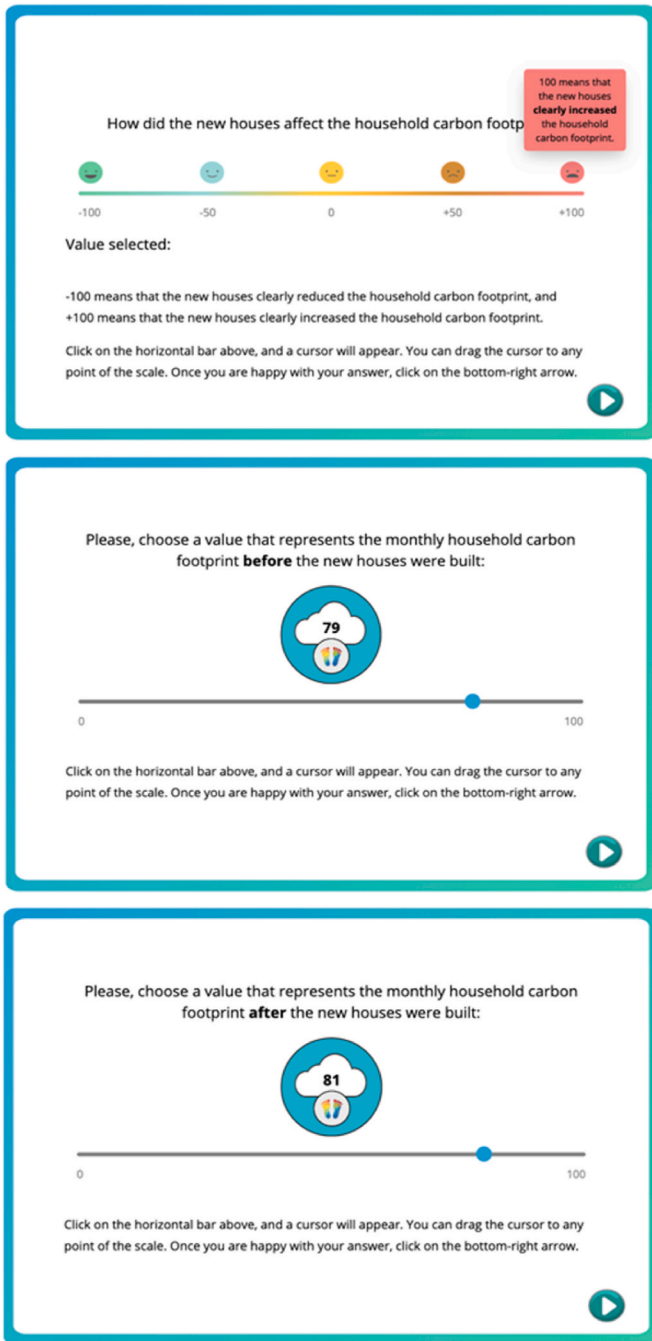 100 means that
the new houses
clearly increased
the household
carbon footprint.
How did the new houses affect the household carbon footp
-100
-50
0
+50
+100
Value selected:
-100 means that the new houses clearly reduced the household carbon footprint, and
+100 means that the new houses clearly increased the household carbon footprint.
Click on the horizontal bar above, and a cursor will appear. You can drag the cursor to any
point of the scale. Once you are happy with your answer, click on the bottom-right arrow.
Please, choose a value that represents the monthly household carbon
footprint before the new houses were built:
79
0
100
Click on the horizontal bar above, and a cursor will appear. You can drag the cursor to any
point of the scale. Once you are happy with your answer, click on the bottom-right arrow.
Please, choose a value that represents the monthly household carbon
footprint after the new houses were built:
81
0
100
Click on the horizontal bar above, and a cursor will appear. You can drag the cursor to any
point of the scale. Once you are happy with your answer, click on the bottom-right arrow.